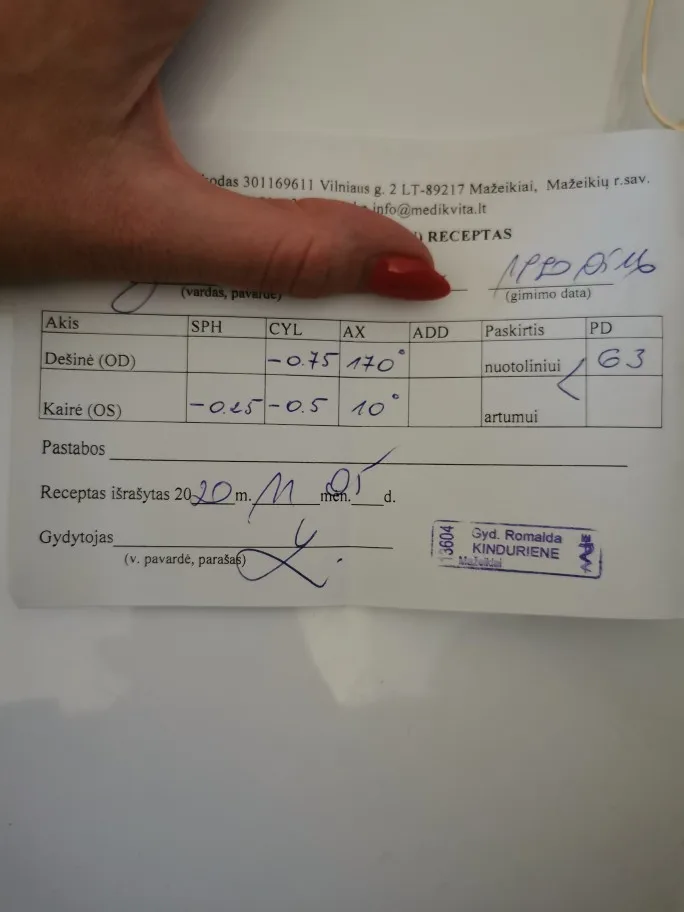 kodas 301169611 Vilniaus g. 2 LT-89217 Mažeikiai, Mažeikių r.sav.
info@medikvita.lt
RECEPTAS
(vardas, pavardė) (gimimo data)
Akis SPH CYL AX ADD Paskirtis PD
Dešinė (OD) -0.75 170° nuotoliniui 63
Kairė (OS) -0.25 -0.5 10° artumui
Pastabos
Receptas išrašytas 2020 m. 11 mėn. 05 d.
Gydytojas
(v. pavardė, parašas)
13604
Gyd. Romalda
KINDURIENE
Mažeikiai